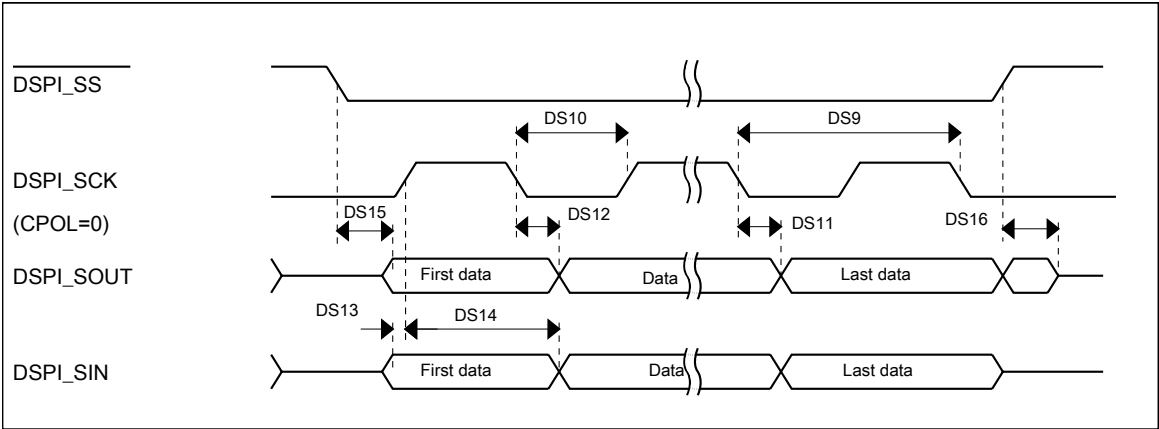 DSPI_SS
DS10
DS9
DSPI_SCK
(CPOL=0)
DS15
DS12
DS11
DS16
DSPI_SOUT
First data
Data
Last data
DS13
DS14
DSPI_SIN
First data
Data
Last data